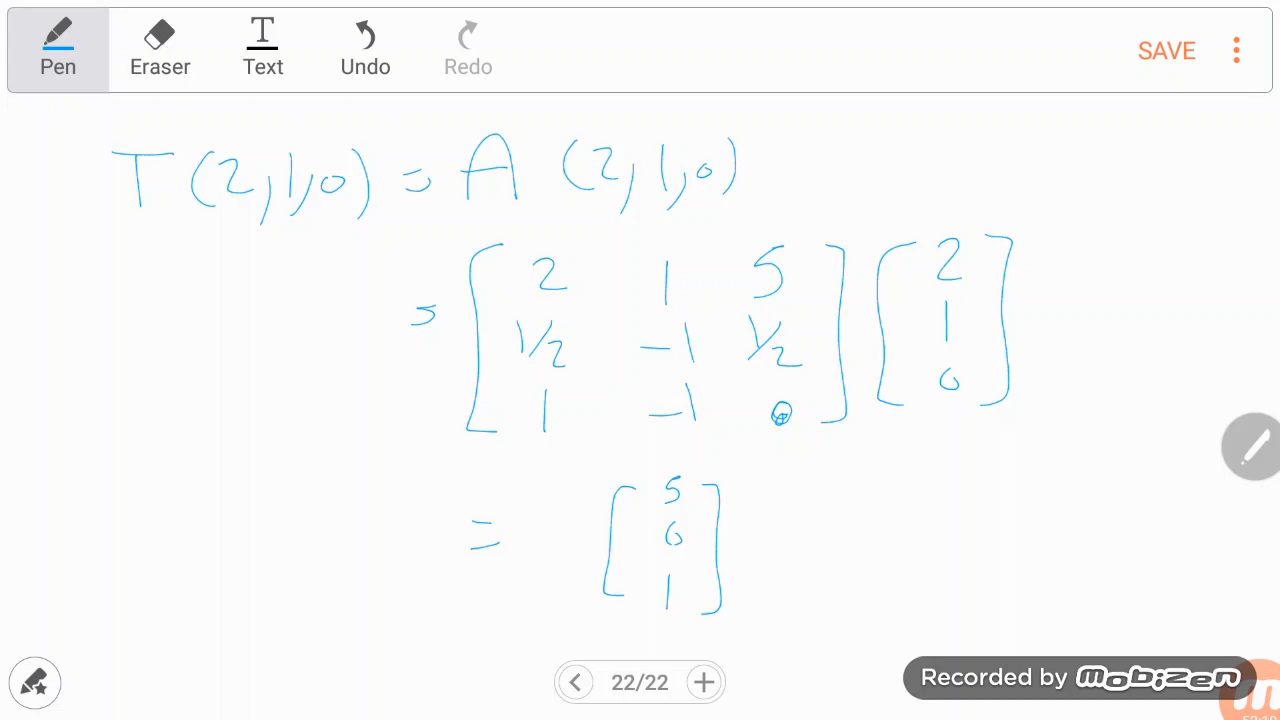 Pen Eraser Text Undo Redo SAVE
T (2,1,0) = A (2,1,0)
= [ 2 1 5 ] [ 2 ]
[ 1/2 -1 1/2 ] [ 1 ]
[ 1 -1 0 ] [ 0 ]
= [ 5 ]
[ 0 ]
[ 1 ]
22/22
Recorded by mobizen